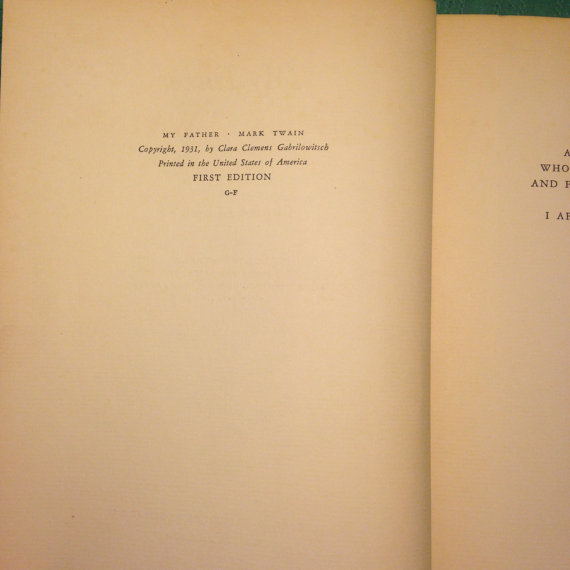 MY FATHER · MARK TWAIN
Copyright, 1931, by Clara Clemens Gabrilowitsch
Printed in the United States of America
FIRST EDITION
G-F
A
WHO
AND F
I AF